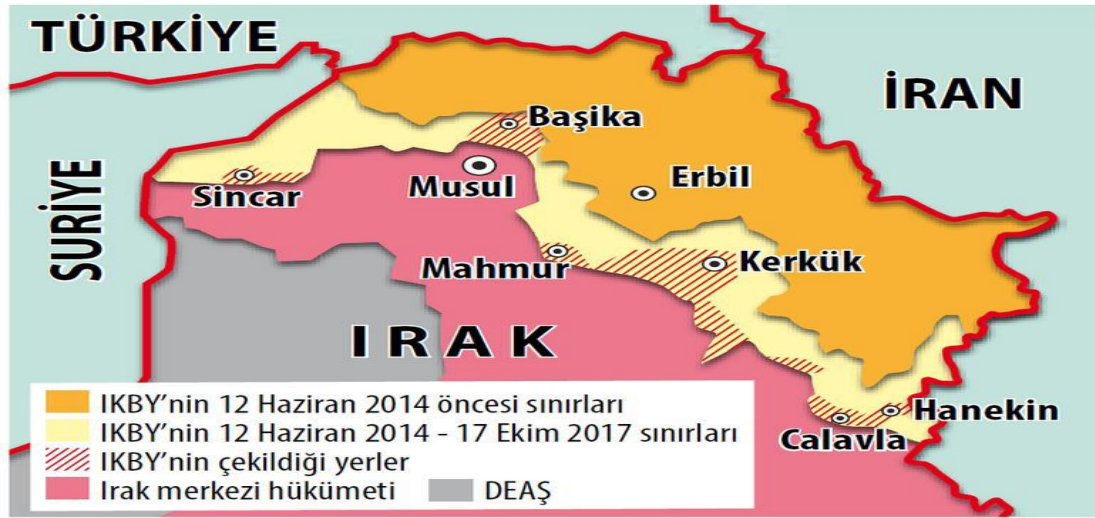 TÜRKİYE
İRAN
SURİYE
Başika
Erbil
Musul
Sincar
Mahmur
Kerkük
I R A K
Hanekin
Calavla
IKBY’nin 12 Haziran 2014 öncesi sınırları
IKBY’nin 12 Haziran 2014 - 17 Ekim 2017 sınırları
IKBY’nin çekildiği yerler
Irak merkezi hükümeti DEAŞ